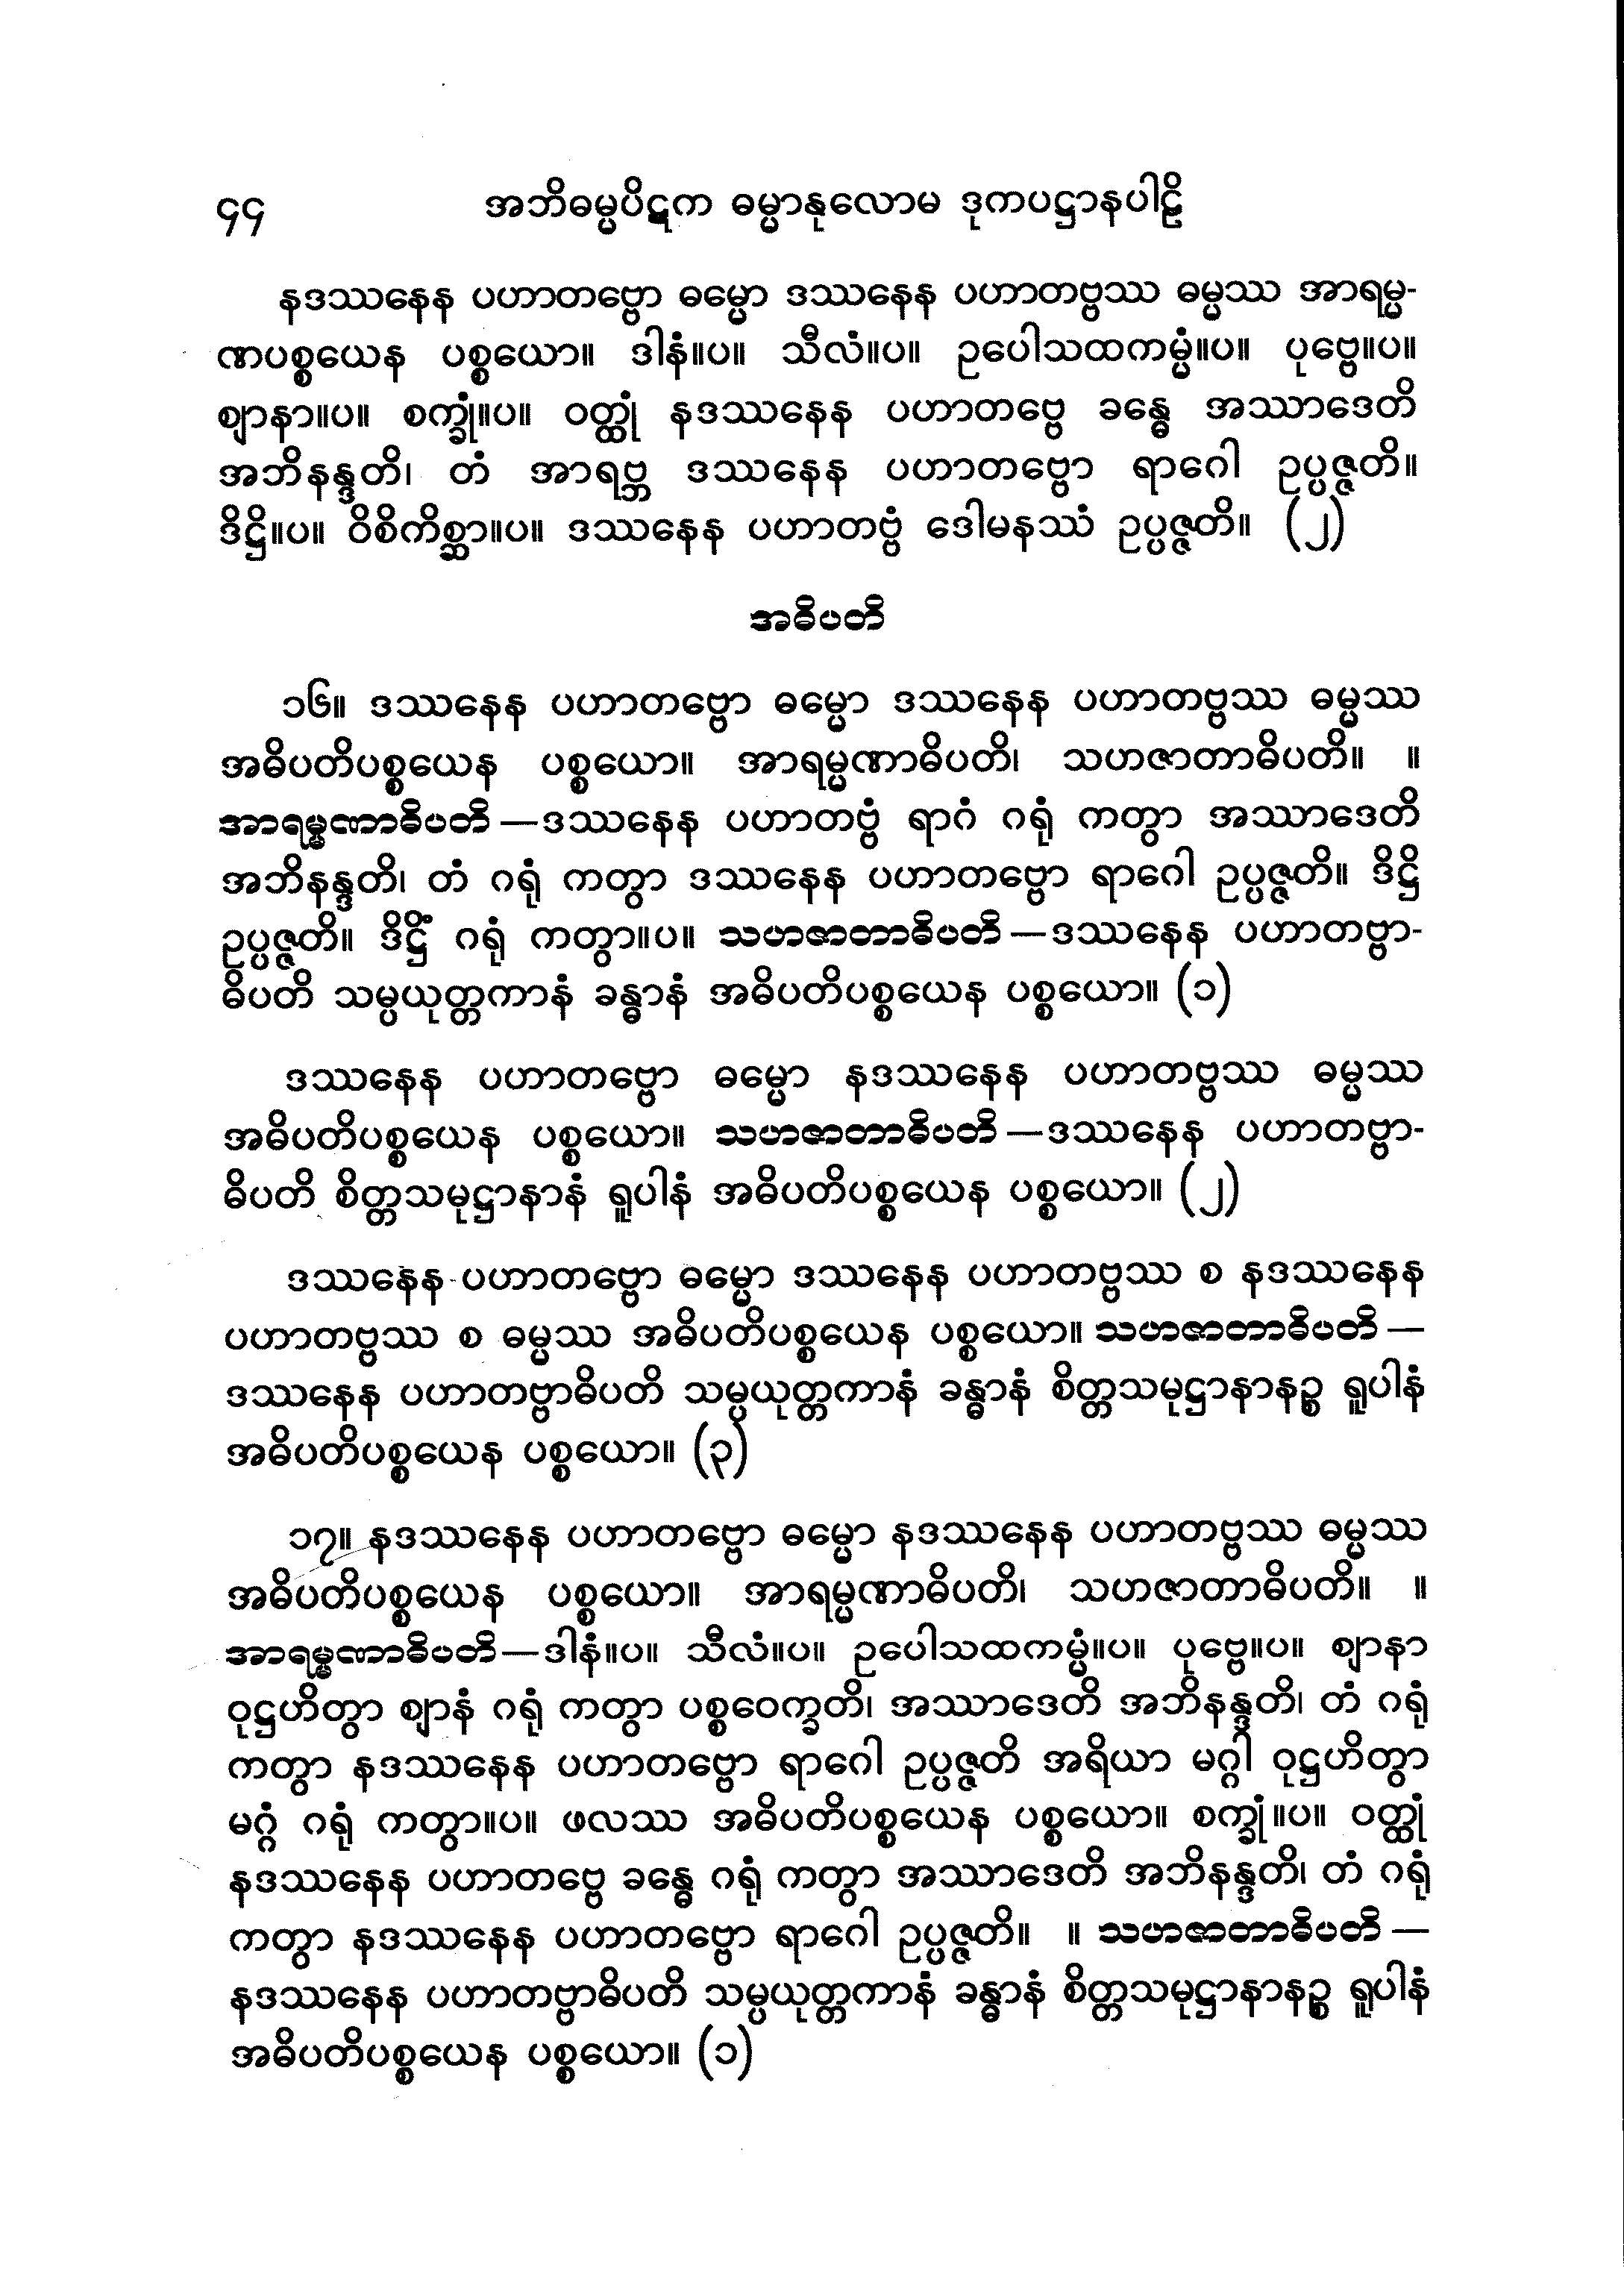 ၄၄ အဘိဓမ္မပိဋက ဓမ္မာနုလောမ ဒုကပဋ္ဌာနပါဠိ
နဒဿနေန ပဟာတဗ္ဗော ဓမ္မော ဒဿနေန ပဟာတဗ္ဗဿ ဓမ္မဿ အာရမ္မ-
ဏပစ္စယေန ပစ္စယော။ ဒါနံ။ပ။ သီလံ။ပ။ ဥပေါသထကမ္မံ။ပ။ ပုဗ္ဗေ။ပ။
ဈာနာ။ပ။ စက္ခုံ။ပ။ ဝတ္ထုံ နဒဿနေန ပဟာတဗ္ဗေ ခန္ဓေ အဿာဒေတိ
အဘိနန္ဒတိ၊ တံ အာရဗ္ဘ ဒဿနေန ပဟာတဗ္ဗော ရာဂေါ ဥပ္ပဇ္ဇတိ။
ဒိဋ္ဌိ။ပ။ ဝိစိကိစ္ဆာ။ပ။ ဒဿနေန ပဟာတဗ္ဗံ ဒေါမနဿံ ဥပ္ပဇ္ဇတိ။ (၂)
အဓိပတိ
၁၆။ ဒဿနေန ပဟာတဗ္ဗော ဓမ္မော ဒဿနေန ပဟာတဗ္ဗဿ ဓမ္မဿ
အဓိပတိပစ္စယေန ပစ္စယော။ အာရမ္မဏာဓိပတိ၊ သဟဇာတာဓိပတိ။ ။
အာရမ္မဏာဓိပတိ—ဒဿနေန ပဟာတဗ္ဗံ ရာဂံ ဂရုံ ကတွာ အဿာဒေတိ
အဘိနန္ဒတိ၊ တံ ဂရုံ ကတွာ ဒဿနေန ပဟာတဗ္ဗော ရာဂေါ ဥပ္ပဇ္ဇတိ။ ဒိဋ္ဌိ
ဥပ္ပဇ္ဇတိ။ ဒိဋ္ဌိံ ဂရုံ ကတွာ။ပ။ သဟဇာတာဓိပတိ—ဒဿနေန ပဟာတဗ္ဗာ-
ဓိပတိ သမ္ပယုတ္တကာနံ ခန္ဓာနံ အဓိပတိပစ္စယေန ပစ္စယော။ (၁)
ဒဿနေန ပဟာတဗ္ဗော ဓမ္မော နဒဿနေန ပဟာတဗ္ဗဿ ဓမ္မဿ
အဓိပတိပစ္စယေန ပစ္စယော။ သဟဇာတာဓိပတိ—ဒဿနေန ပဟာတဗ္ဗာ-
ဓိပတိ စိတ္တသမုဋ္ဌာနာနံ ရူပါနံ အဓိပတိပစ္စယေန ပစ္စယော။ (၂)
ဒဿနေန ပဟာတဗ္ဗော ဓမ္မော ဒဿနေန ပဟာတဗ္ဗဿ စ နဒဿနေန
ပဟာတဗ္ဗဿ စ ဓမ္မဿ အဓိပတိပစ္စယေန ပစ္စယော။ သဟဇာတာဓိပတိ—
ဒဿနေန ပဟာတဗ္ဗာဓိပတိ သမ္ပယုတ္တကာနံ ခန္ဓာနံ စိတ္တသမုဋ္ဌာနာနဉ္စ ရူပါနံ
အဓိပတိပစ္စယေန ပစ္စယော။ (၃)
၁၇။ နဒဿနေန ပဟာတဗ္ဗော ဓမ္မော နဒဿနေန ပဟာတဗ္ဗဿ ဓမ္မဿ
အဓိပတိပစ္စယေန ပစ္စယော။ အာရမ္မဏာဓိပတိ၊ သဟဇာတာဓိပတိ။ ။
အာရမ္မဏာဓိပတိ—ဒါနံ။ပ။ သီလံ။ပ။ ဥပေါသထကမ္မံ။ပ။ ပုဗ္ဗေ။ပ။ ဈာနာ
ဝုဋ္ဌဟိတွာ ဈာနံ ဂရုံ ကတွာ ပစ္စဝေက္ခတိ၊ အဿာဒေတိ အဘိနန္ဒတိ၊ တံ ဂရုံ
ကတွာ နဒဿနေန ပဟာတဗ္ဗော ရာဂေါ ဥပ္ပဇ္ဇတိ အရိယာ မဂ္ဂါ ဝုဋ္ဌဟိတွာ
မဂ္ဂံ ဂရုံ ကတွာ။ပ။ ဖလဿ အဓိပတိပစ္စယေန ပစ္စယော။ စက္ခုံ။ပ။ ဝတ္ထုံ
နဒဿနေန ပဟာတဗ္ဗေ ခန္ဓေ ဂရုံ ကတွာ အဿာဒေတိ အဘိနန္ဒတိ၊ တံ ဂရုံ
ကတွာ နဒဿနေန ပဟာတဗ္ဗော ရာဂေါ ဥပ္ပဇ္ဇတိ။ ။ သဟဇာတာဓိပတိ—
နဒဿနေန ပဟာတဗ္ဗာဓိပတိ သမ္ပယုတ္တကာနံ ခန္ဓာနံ စိတ္တသမုဋ္ဌာနာနဉ္စ ရူပါနံ
အဓိပတိပစ္စယေန ပစ္စယော။ (၁)